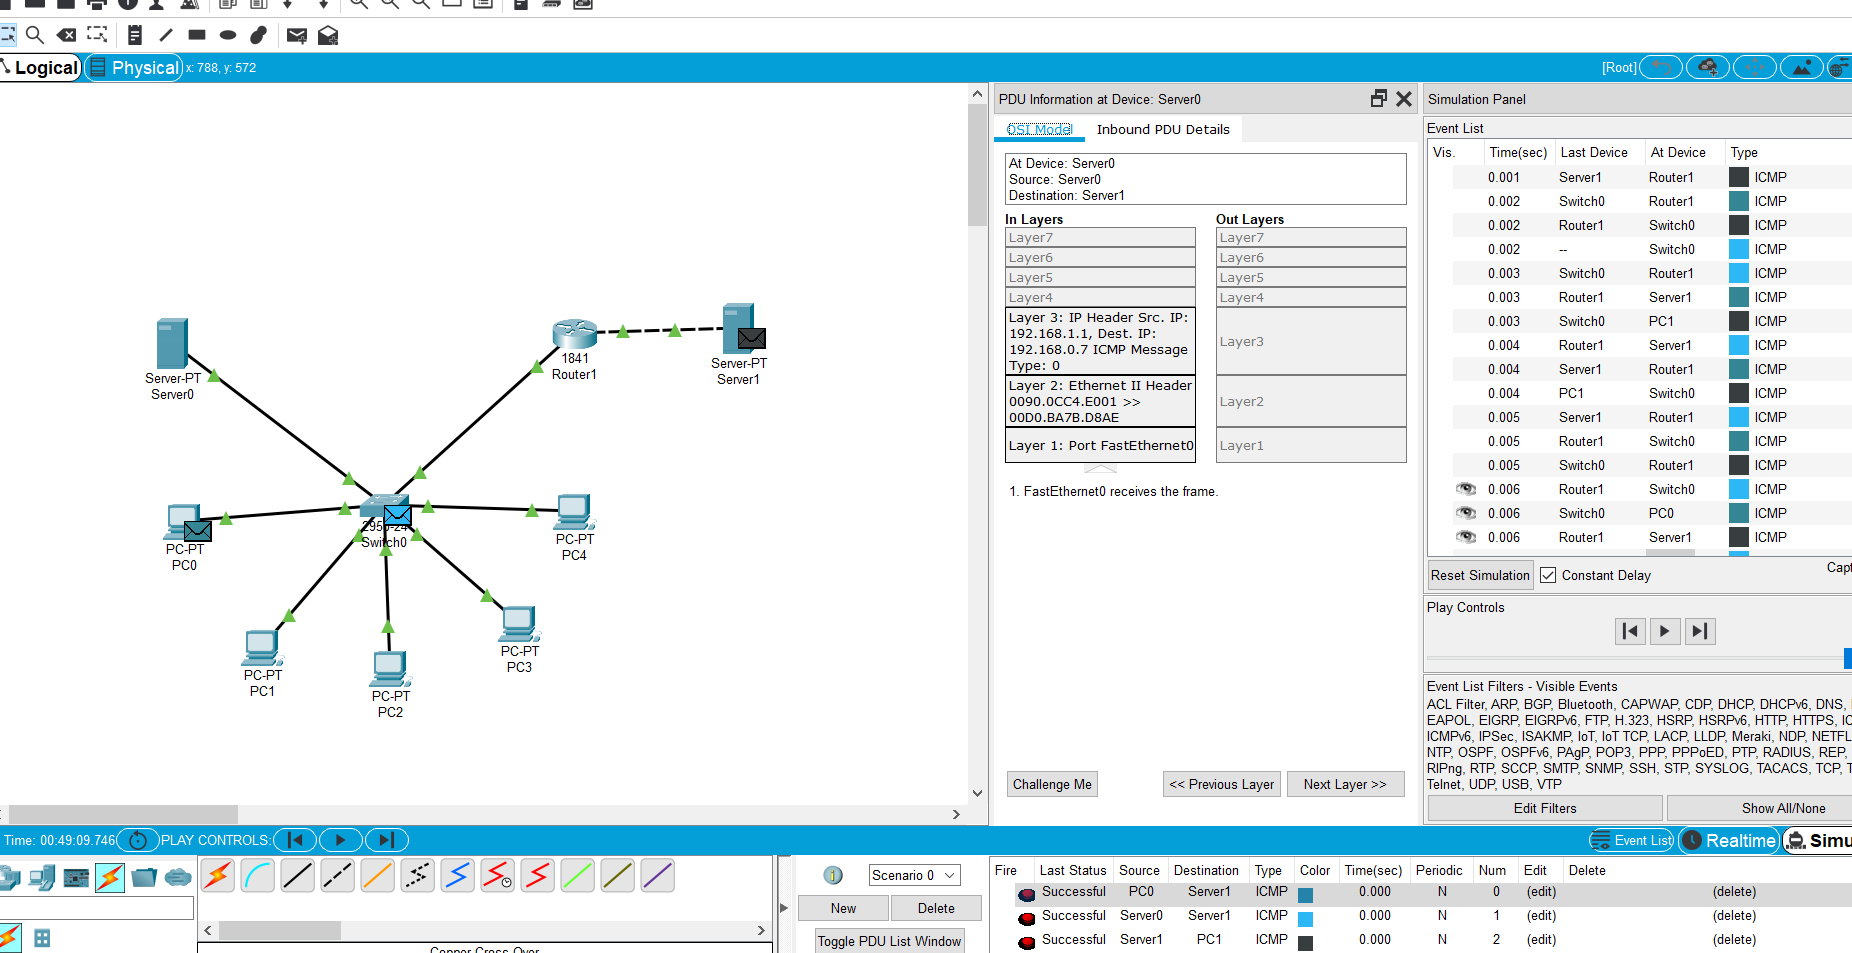 Logical
Physical
x: 788, y: 572
[Root]
PDU Information at Device: Server0
OSI Model
Inbound PDU Details
At Device: Server0
Source: Server0
Destination: Server1
In Layers
Out Layers
Layer7
Layer7
Layer6
Layer6
Layer5
Layer5
Layer4
Layer4
Layer 3: IP Header Src. IP:
192.168.1.1, Dest. IP:
192.168.0.7 ICMP Message
Type: 0
Layer3
Layer 2: Ethernet II Header
0090.0CC4.E001 >>
00D0.BA7B.D8AE
Layer2
Layer 1: Port FastEthernet0
Layer1
1. FastEthernet0 receives the frame.
Challenge Me
<< Previous Layer
Next Layer >>
Server-PT
Server0
1841
Router1
Server-PT
Server1
PC-PT
PC0
2950-24
Switch0
PC-PT
PC4
PC-PT
PC1
PC-PT
PC2
PC-PT
PC3
Simulation Panel
Event List
Vis. Time(sec) Last Device At Device Type
0.001 Server1 Router1 ICMP
0.002 Switch0 Router1 ICMP
0.002 Router1 Switch0 ICMP
0.002 -- Switch0 ICMP
0.003 Switch0 Router1 ICMP
0.003 Router1 Server1 ICMP
0.003 Switch0 PC1 ICMP
0.004 Router1 Server1 ICMP
0.004 Server1 Router1 ICMP
0.004 PC1 Switch0 ICMP
0.005 Server1 Router1 ICMP
0.005 Router1 Switch0 ICMP
0.005 Switch0 Router1 ICMP
0.006 Router1 Switch0 ICMP
0.006 Switch0 PC0 ICMP
0.006 Router1 Server1 ICMP
Reset Simulation
Constant Delay
Capt
Play Controls
Event List Filters - Visible Events
ACL Filter, ARP, BGP, Bluetooth, CAPWAP, CDP, DHCP, DHCPv6, DNS,
EAPOL, EIGRP, EIGRPv6, FTP, H.323, HSRP, HSRPv6, HTTP, HTTPS, IC
ICMPv6, IPSec, ISAKMP, IoT, IoT TCP, LACP, LLDP, Meraki, NDP, NETFL
NTP, OSPF, OSPFv6, PAgP, POP3, PPP, PPPoED, PTP, RADIUS, REP,
RIPng, RTP, SCCP, SMTP, SNMP, SSH, STP, SYSLOG, TACACS, TCP, T
Telnet, UDP, USB, VTP
Edit Filters
Show All/None
Time: 00:49:09.746
PLAY CONTROLS:
Event List
Realtime
Simu
Scenario 0
New
Delete
Toggle PDU List Window
Copper Cross-Over
Fire Last Status Source Destination Type Color Time(sec) Periodic Num Edit Delete
Successful PC0 Server1 ICMP 0.000 N 0 (edit) (delete)
Successful Server0 Server1 ICMP 0.000 N 1 (edit) (delete)
Successful Server1 PC1 ICMP 0.000 N 2 (edit) (delete)